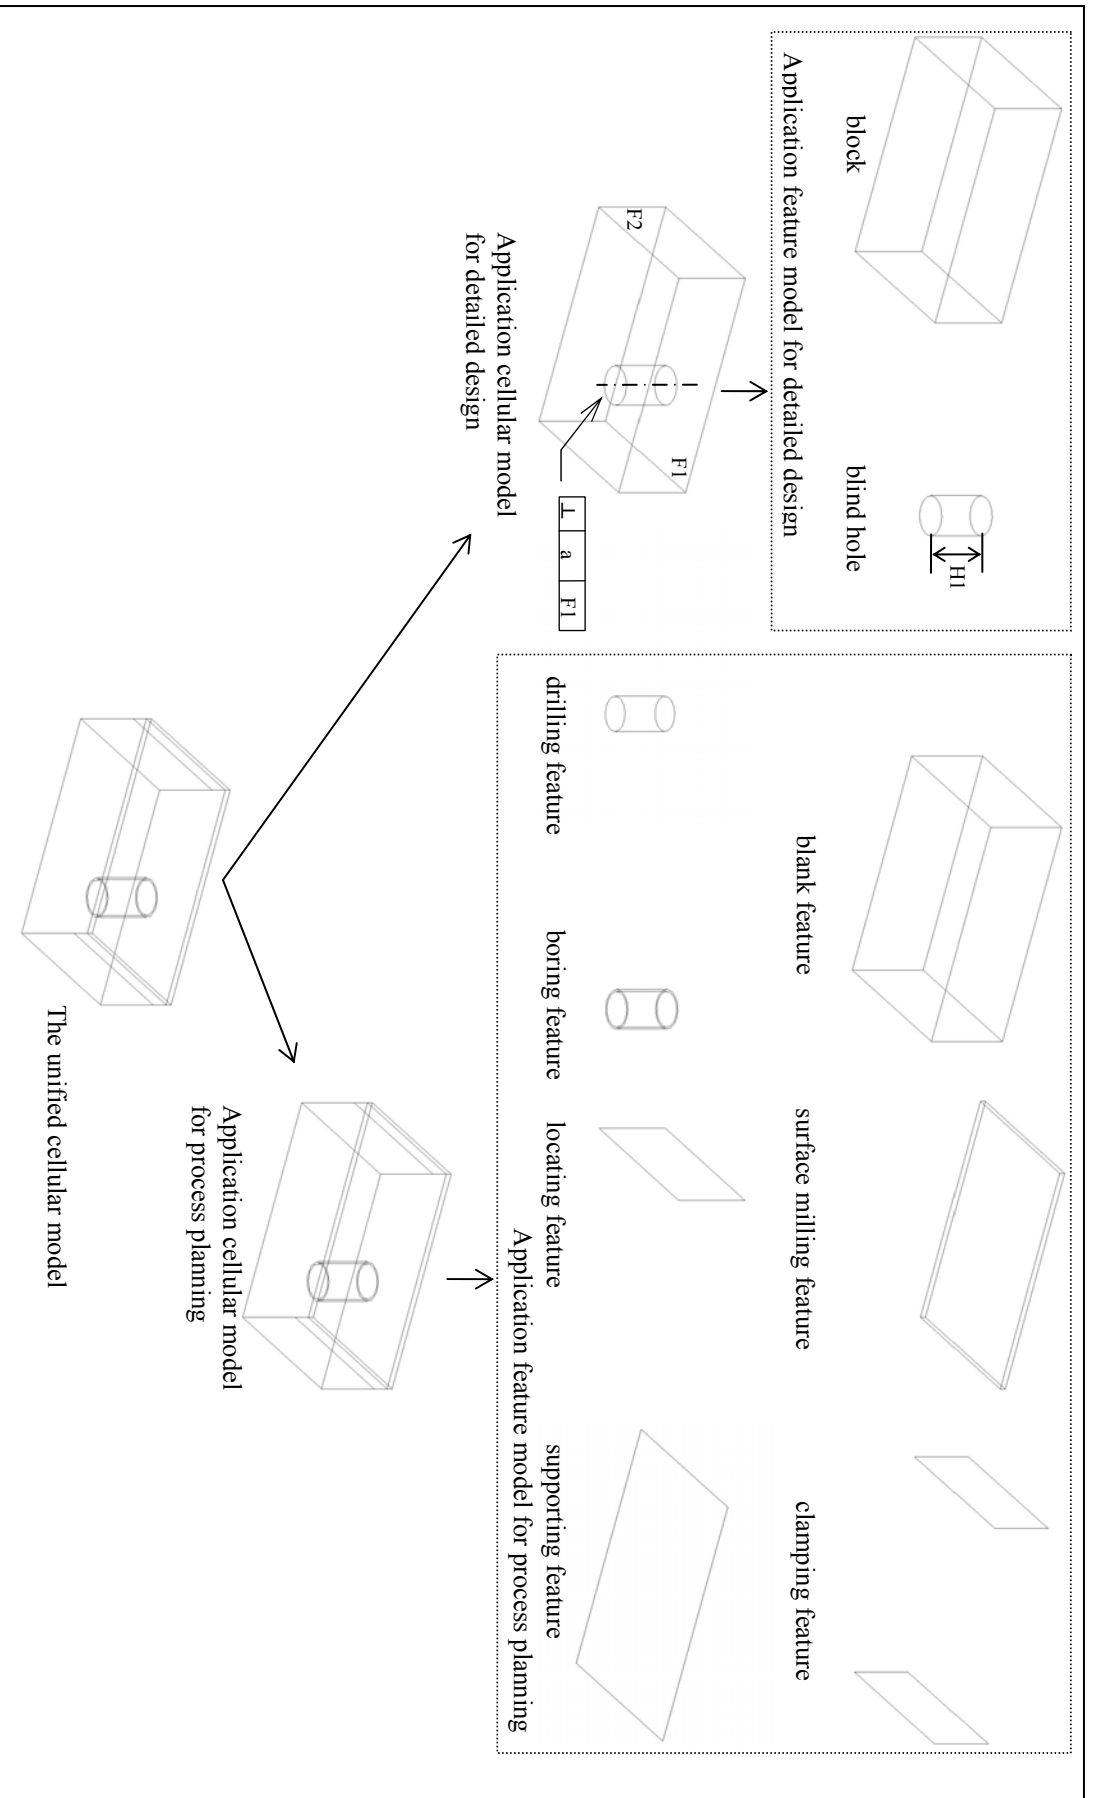 block
blind hole
H1
Application feature model for detailed design
blank feature
surface milling feature
clamping feature
drilling feature
boring feature
locating feature
supporting feature
Application feature model for process planning
F2
F1
⊥ a F1
Application cellular model
for detailed design
Application cellular model
for process planning
The unified cellular model